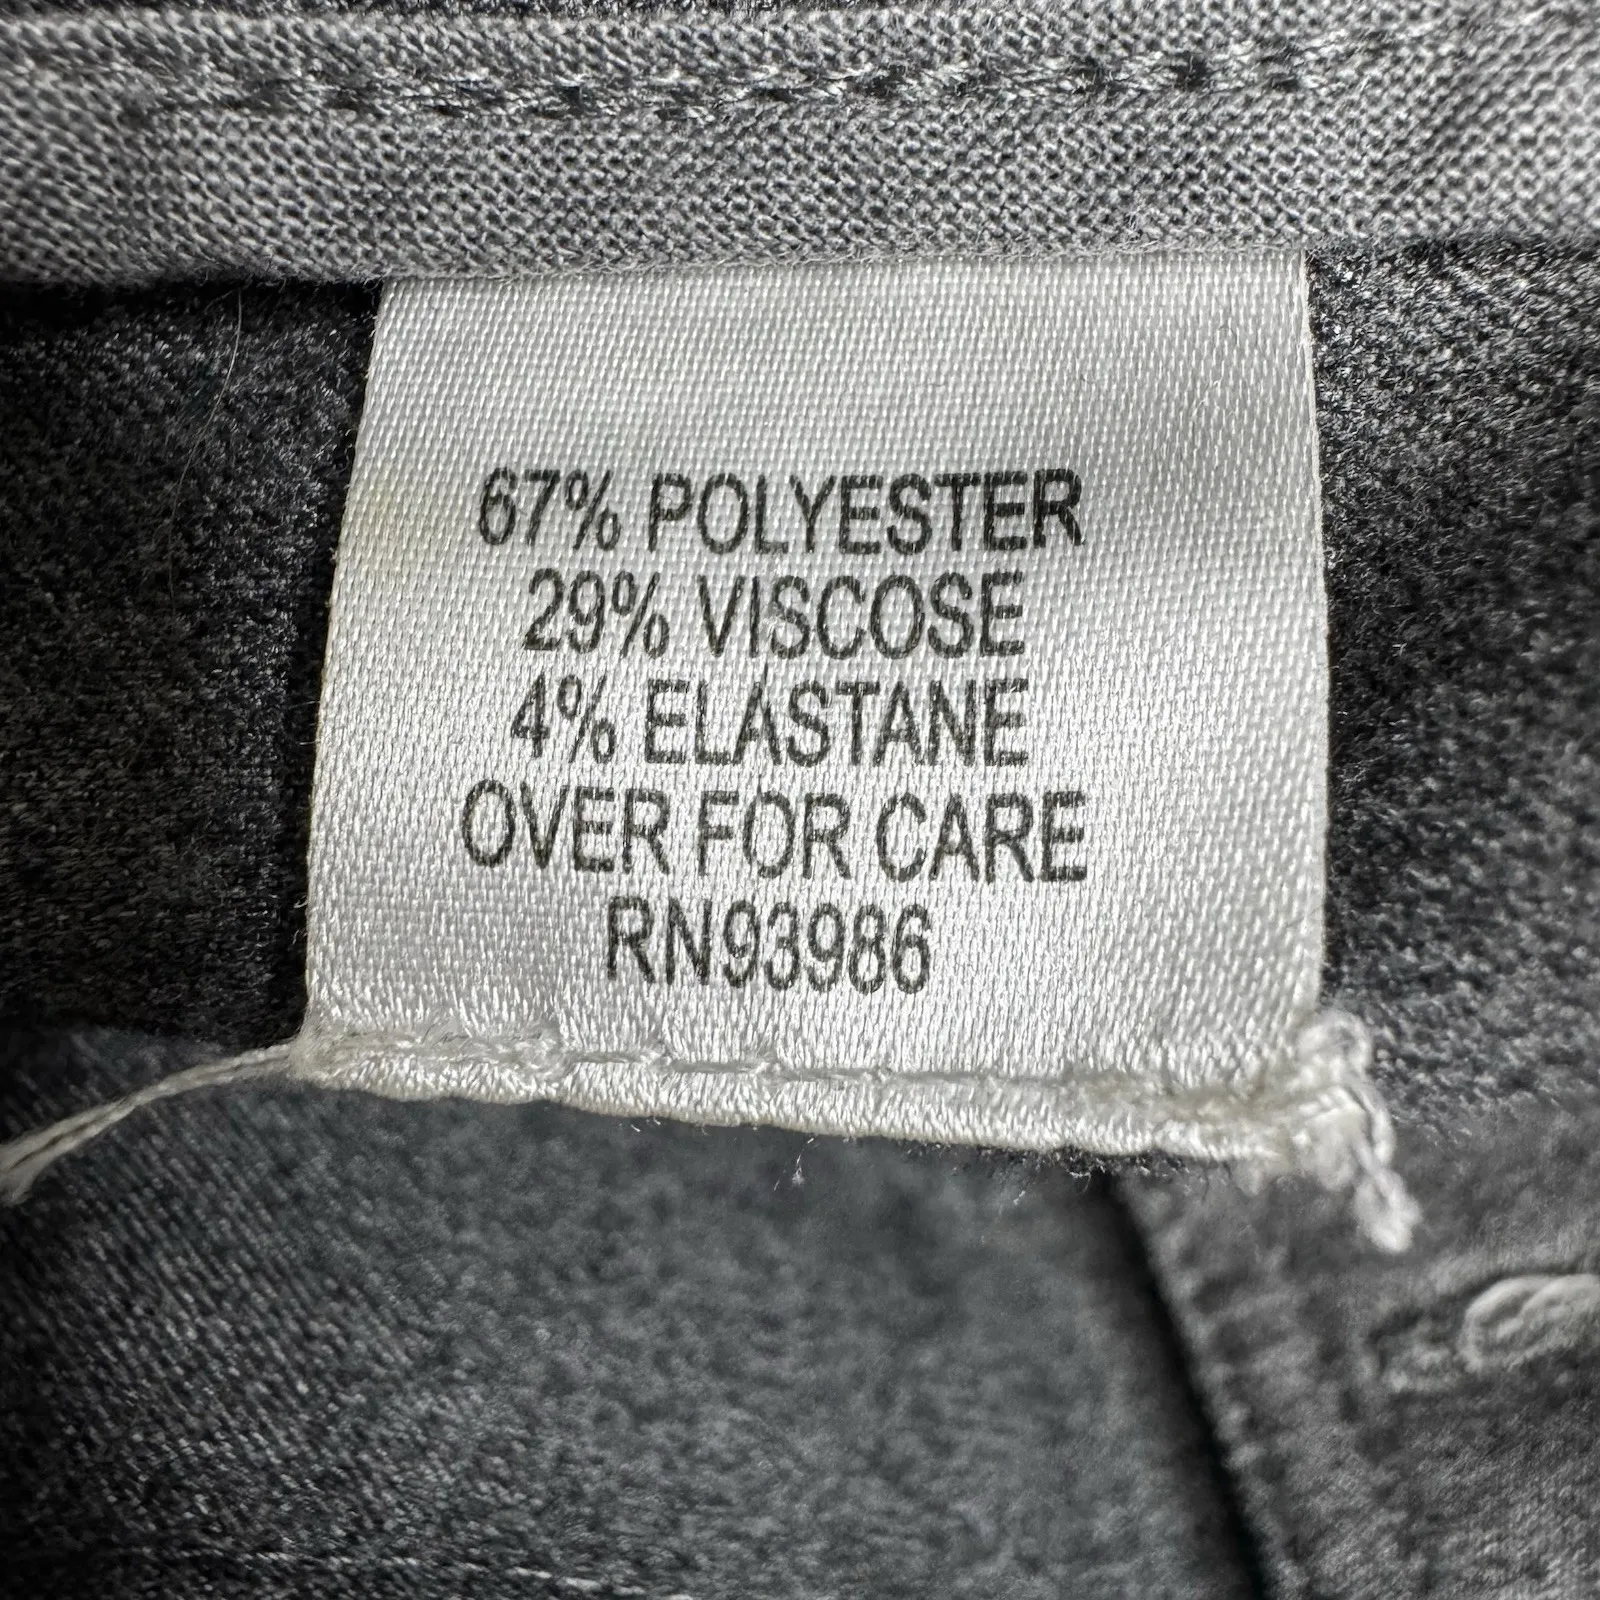 67% POLYESTER
29% VISCOSE
4% ELASTANE
OVER FOR CARE
RN93986